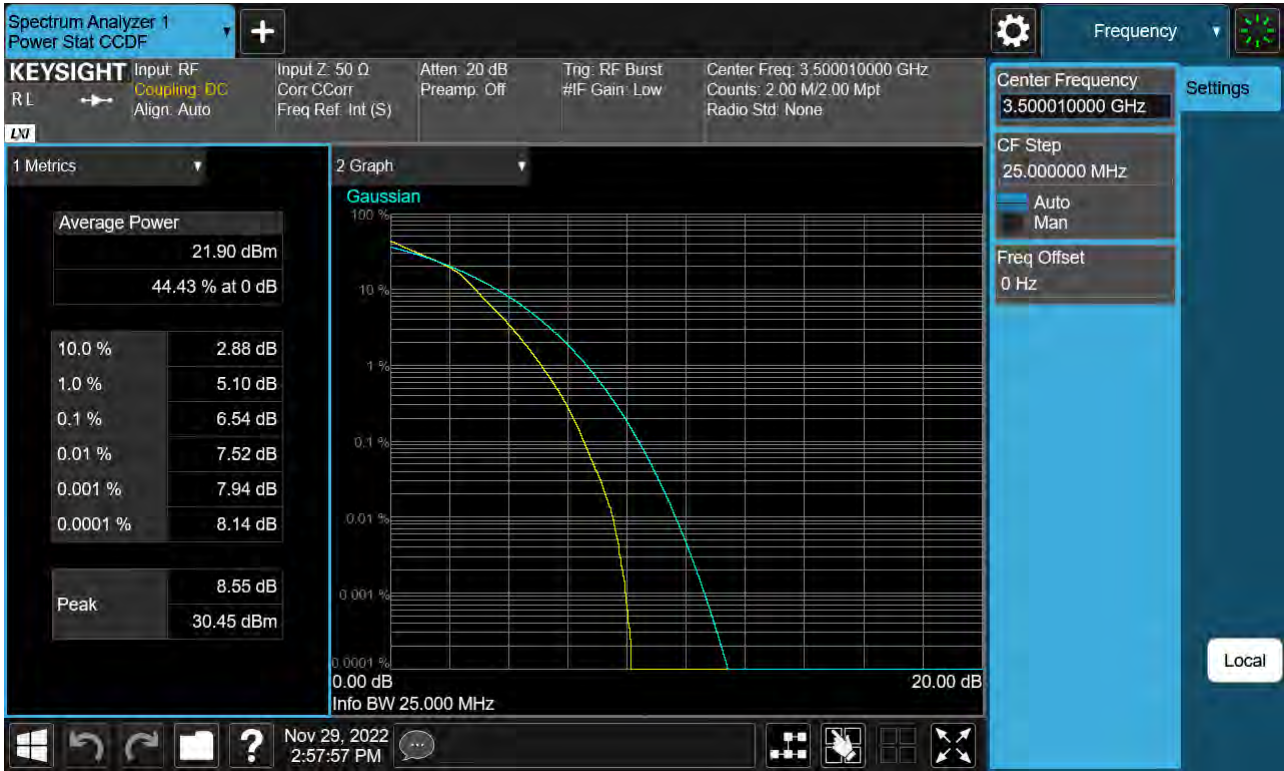 Spectrum Analyzer 1
Power Stat CCDF
+
Frequency
KEYSIGHT
RL
LXI
Input: RF
Coupling: DC
Align: Auto
Input Z: 50 Ω
Corr CCorr
Freq Ref: Int (S)
Atten: 20 dB
Preamp: Off
Trig: RF Burst
#IF Gain: Low
Center Freq: 3.500010000 GHz
Counts: 2.00 M/2.00 Mpt
Radio Std: None
Center Frequency
3.500010000 GHz
Settings
CF Step
25.000000 MHz
Auto
Man
Freq Offset
0 Hz
1 Metrics
Average Power
21.90 dBm
44.43 % at 0 dB
10.0 % 2.88 dB
1.0 % 5.10 dB
0.1 % 6.54 dB
0.01 % 7.52 dB
0.001 % 7.94 dB
0.0001 % 8.14 dB
Peak
8.55 dB
30.45 dBm
2 Graph
Gaussian
100 %
10 %
1 %
0.1 %
0.01 %
0.001 %
0.0001 %
0.00 dB 20.00 dB
Info BW 25.000 MHz
Local
?
Nov 29, 2022
2:57:57 PM